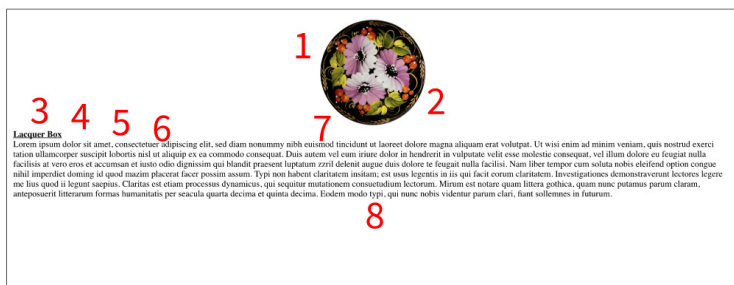 1
2
3 4 5 6 7
Lacquer Box
Lorem ipsum dolor sit amet, consectetuer adipiscing elit, sed diam nonummy nibh euismod tincidunt ut laoreet dolore magna aliquam erat volutpat. Ut wisi enim ad minim veniam, quis nostrud exerci
tation ullamcorper suscipit lobortis nisl ut aliquip ex ea commodo consequat. Duis autem vel eum iriure dolor in hendrerit in vulputate velit esse molestie consequat, vel illum dolore eu feugiat nulla
facilisis at vero eros et accumsan et iusto odio dignissim qui blandit praesent luptatum zzril delenit augue duis dolore te feugait nulla facilisi. Nam liber tempor cum soluta nobis eleifend option congue
nihil imperdiet doming id quod mazim placerat facer possim assum. Typi non habent claritatem insitam; est usus legentis in iis qui facit eorum claritatem. Investigationes demonstraverunt lectores legere
me lius quod ii legunt saepius. Claritas est etiam processus dynamicus, qui sequitur mutationem consuetudium lectorum. Mirum est notare quam littera gothica, quam nunc putamus parum claram,
anteposuerit litterarum formas humanitatis per seacula quarta decima et quinta decima. Eodem modo typi, qui nunc nobis videntur parum clari, fiant sollemnes in futurum.
8